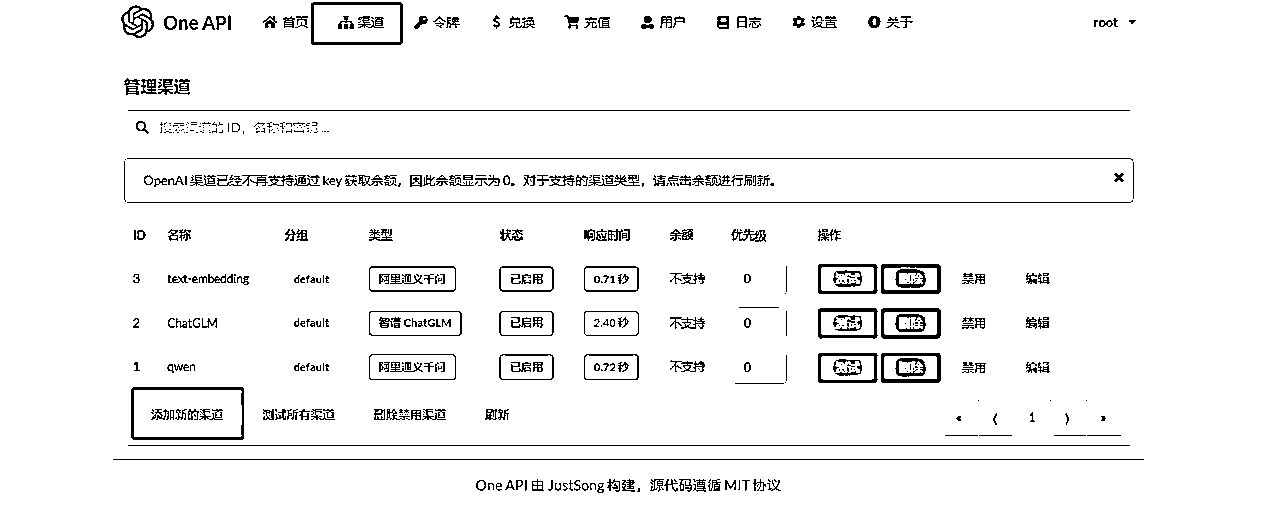 One API 首页 渠道 令牌 兑换 充值 用户 日志 设置 关于 root
管理渠道
搜索渠道的 ID，名称和密钥 ...
OpenAI 渠道已经不再支持通过 key 获取余额，因此余额显示为 0。对于支持的渠道类型，请点击余额进行刷新。
ID 名称 分组 类型 状态 响应时间 余额 优先级 操作
3 text-embedding default 阿里通义千问 已启用 0.71 秒 不支持 0 测试 删除 禁用 编辑
2 ChatGLM default 智谱 ChatGLM 已启用 2.40 秒 不支持 0 测试 删除 禁用 编辑
1 qwen default 阿里通义千问 已启用 0.72 秒 不支持 0 测试 删除 禁用 编辑
添加新的渠道 测试所有渠道 删除禁用渠道 刷新 « ⟨ 1 ⟩ »
One API 由 JustSong 构建，源代码遵循 MIT 协议